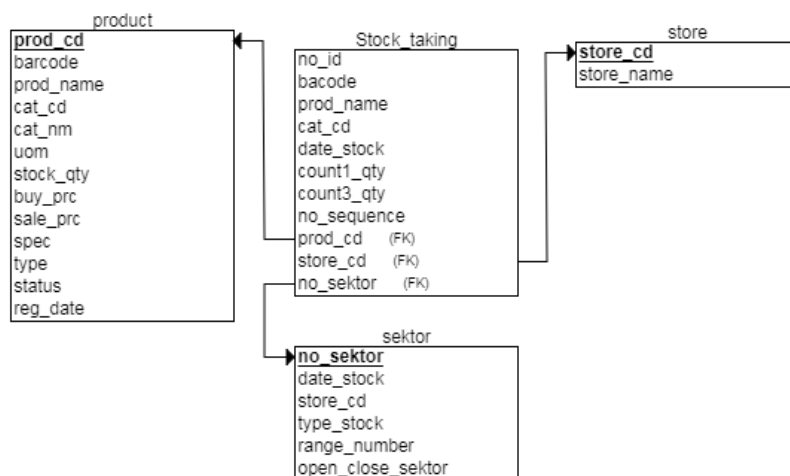 product
prod_cd
barcode
prod_name
cat_cd
cat_nm
uom
stock_qty
buy_prc
sale_prc
spec
type
status
reg_date
Stock_taking
no_id
bacode
prod_name
cat_cd
date_stock
count1_qty
count3_qty
no_sequence
prod_cd (FK)
store_cd (FK)
no_sektor (FK)
store
store_cd
store_name
sektor
no_sektor
date_stock
store_cd
type_stock
range_number
open_close_sektor